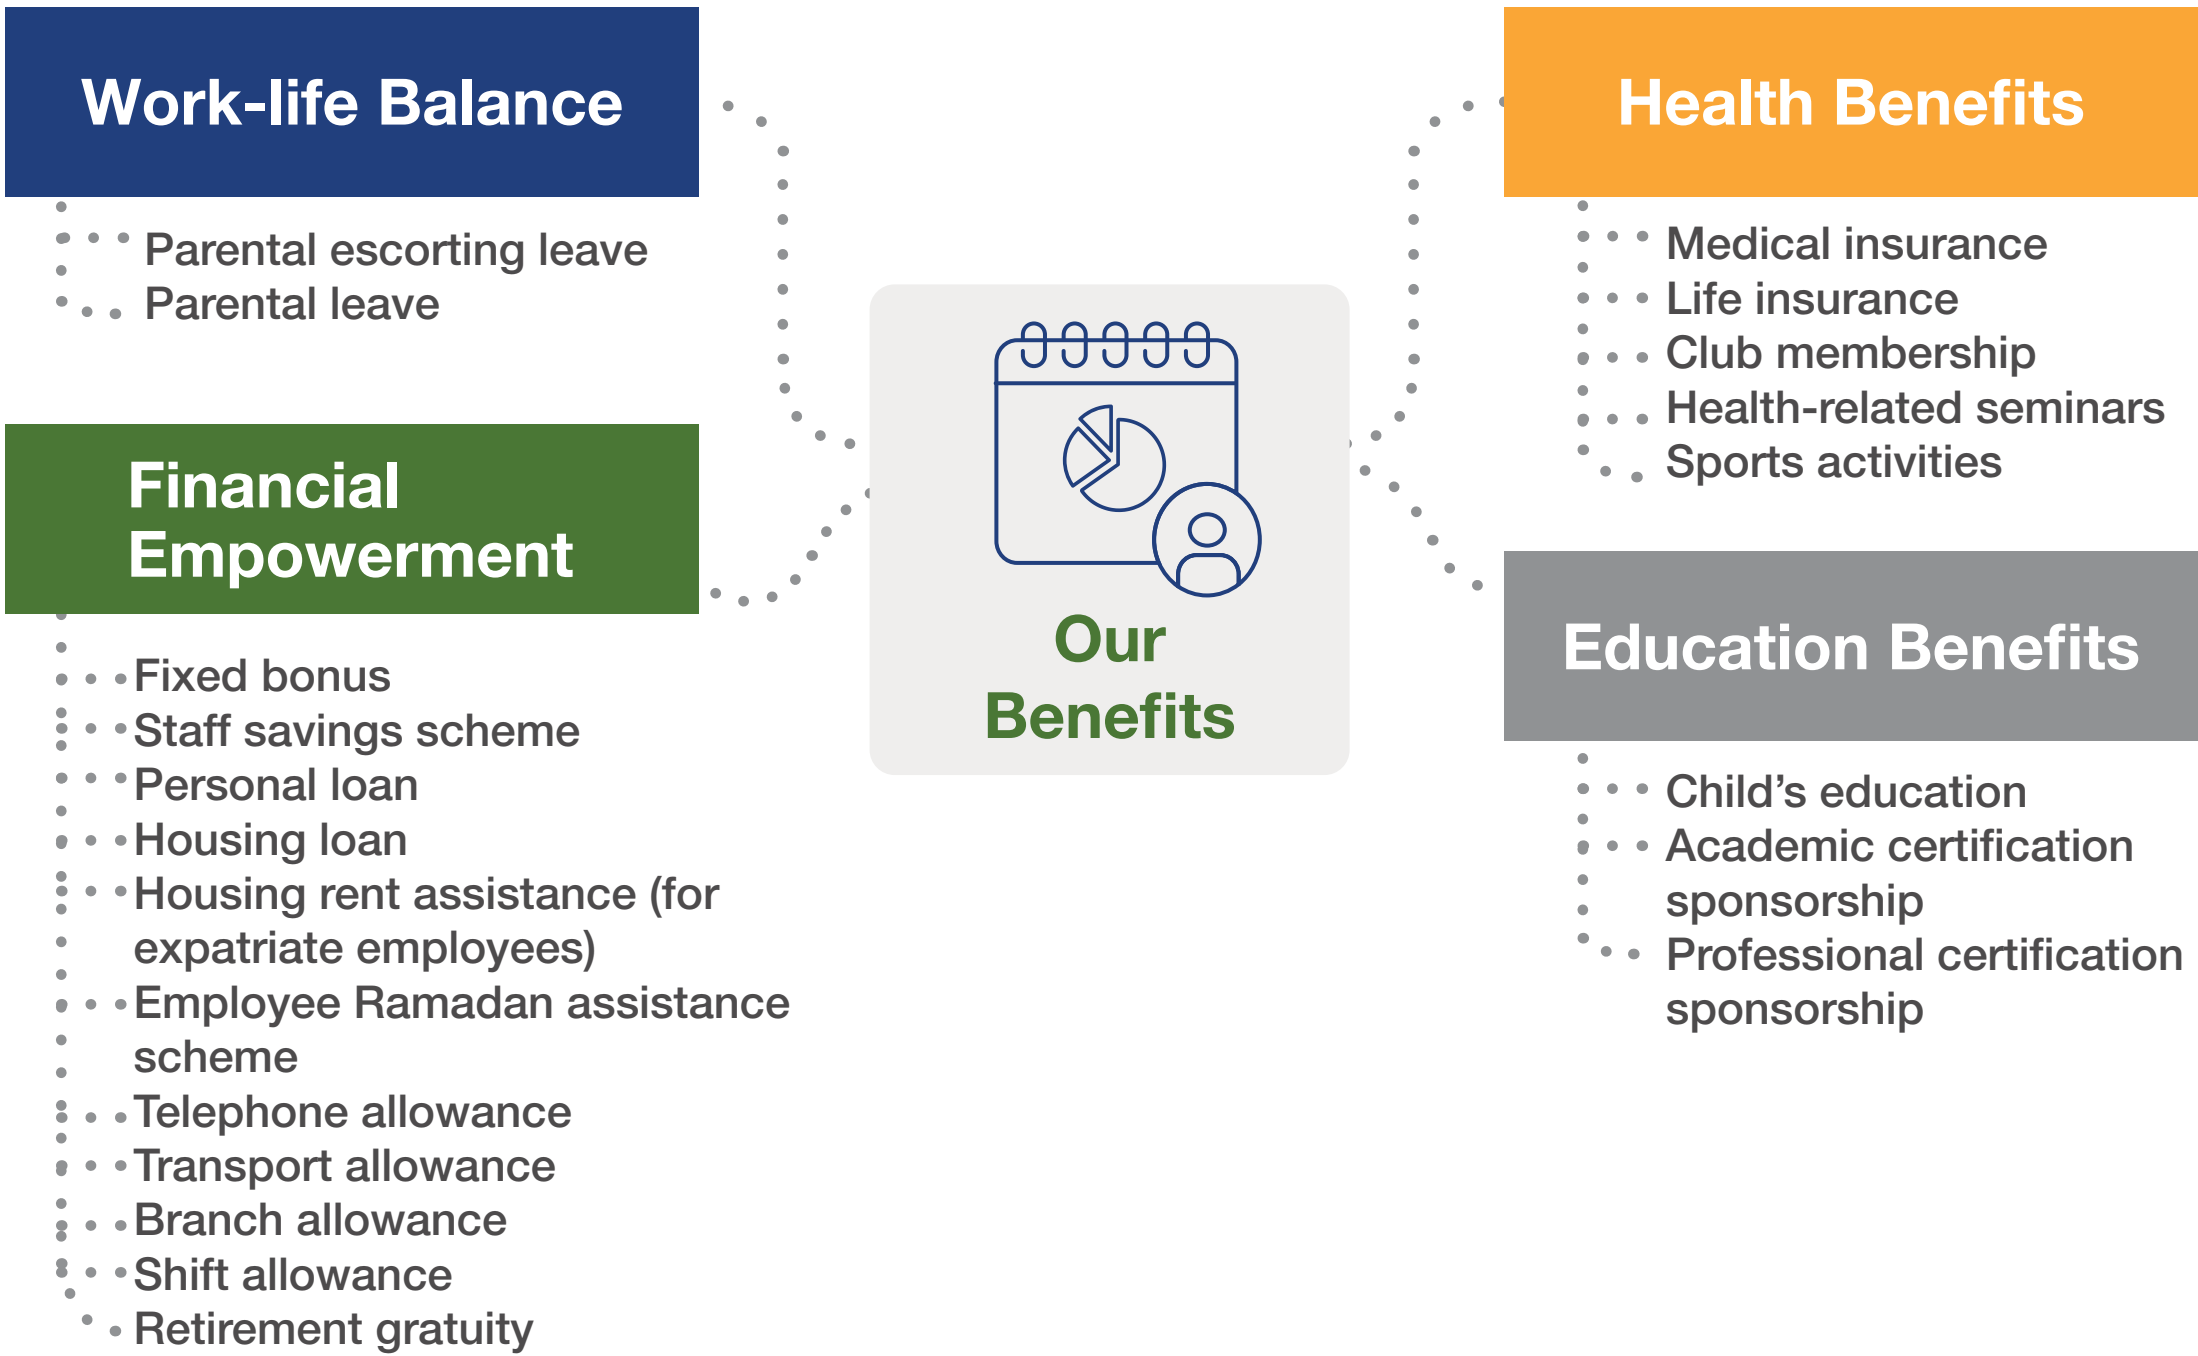 Work-life Balance
Parental escorting leave
Parental leave
Financial
Empowerment
Fixed bonus
Staff savings scheme
Personal loan
Housing loan
Housing rent assistance (for
expatriate employees)
Employee Ramadan assistance
scheme
Telephone allowance
Transport allowance
Branch allowance
Shift allowance
Retirement gratuity
Our
Benefits
Health Benefits
Medical insurance
Life insurance
Club membership
Health-related seminars
Sports activities
Education Benefits
Child’s education
Academic certification
sponsorship
Professional certification
sponsorship